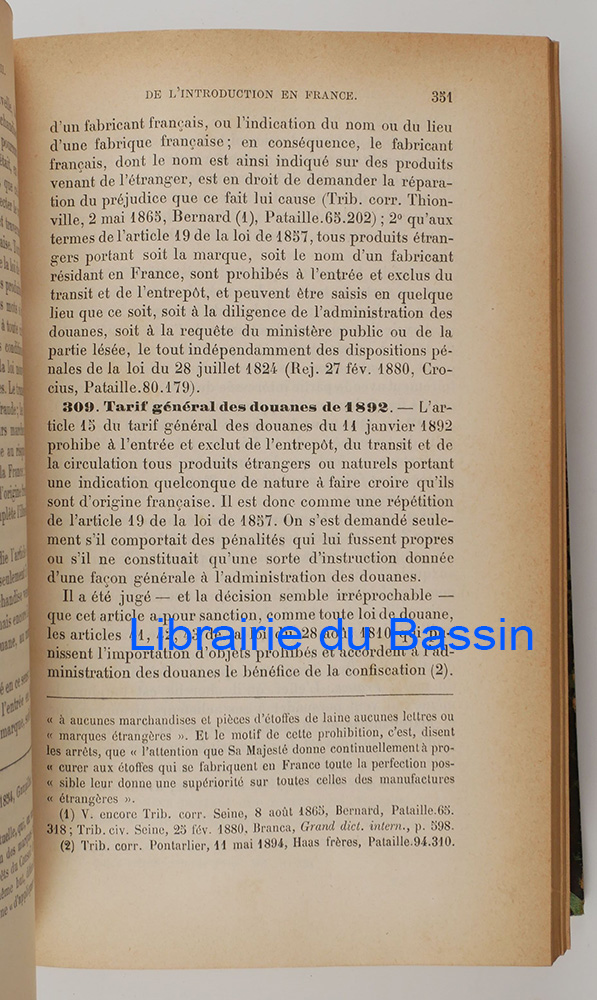 DE L'INTRODUCTION EN FRANCE. 351
d'un fabricant français, ou l'indication du nom ou du lieu
d'une fabrique française; en conséquence, le fabricant
français, dont le nom est ainsi indiqué sur des produits
venant de l'étranger, est en droit de demander la répara-
tion du préjudice que ce fait lui cause (Trib. corr. Thion-
ville, 2 mai 1865, Bernard (1), Pataille.65.202) ; 2° qu'aux
termes de l'article 19 de la loi de 1857, tous produits étran-
gers portant soit la marque, soit le nom d'un fabricant
résidant en France, sont prohibés à l'entrée et exclus du
transit et de l'entrepôt, et peuvent être saisis en quelque
lieu que ce soit, soit à la diligence de l'administration des
douanes, soit à la requête du ministère public ou de la
partie lésée, le tout indépendamment des dispositions pé-
nales de la loi du 28 juillet 1824 (Rej. 27 fév. 1880, Cro-
cius, Pataille.80.179).
309. Tarif général des douanes de 1892. — L'ar-
ticle 15 du tarif général des douanes du 11 janvier 1892
prohibe à l'entrée et exclut de l'entrepôt, du transit et de
la circulation tous produits étrangers ou naturels portant
une indication quelconque de nature à faire croire qu'ils
sont d'origine française. Il est donc comme une répétition
de l'article 19 de la loi de 1857. On s'est demandé seule-
ment s'il comportait des pénalités qui lui fussent propres
ou s'il ne constituait qu'une sorte d'instruction donnée
d'une façon générale à l'administration des douanes.
Il a été jugé — et la décision semble irréprochable —
que cet article a pour sanction, comme toute loi de douane,
les articles 41, 42, 43 de la loi du 28 août 1810
Librairie du Bassin
nissent l'importation d'objets prohibés et accordent à l'ad-
ministration des douanes le bénéfice de la confiscation (2).
« à aucunes marchandises et pièces d'étoffes de laine aucunes lettres ou
« marques étrangères ». Et le motif de cette prohibition, c'est, disent
les arrêts, que « l'attention que Sa Majesté donne continuellement à pro-
« curer aux étoffes qui se fabriquent en France toute la perfection pos-
« sible leur donne une supériorité sur toutes celles des manufactures
« étrangères ».
(1) V. encore Trib. corr. Seine, 8 août 1865, Bernard, Pataille.65.
318; Trib. civ. Seine, 25 fév. 1880, Branca, Grand dict. intern., p. 598.
(2) Trib. corr. Pontarlier, 11 mai 1894, Haas frères, Pataille.94.310.